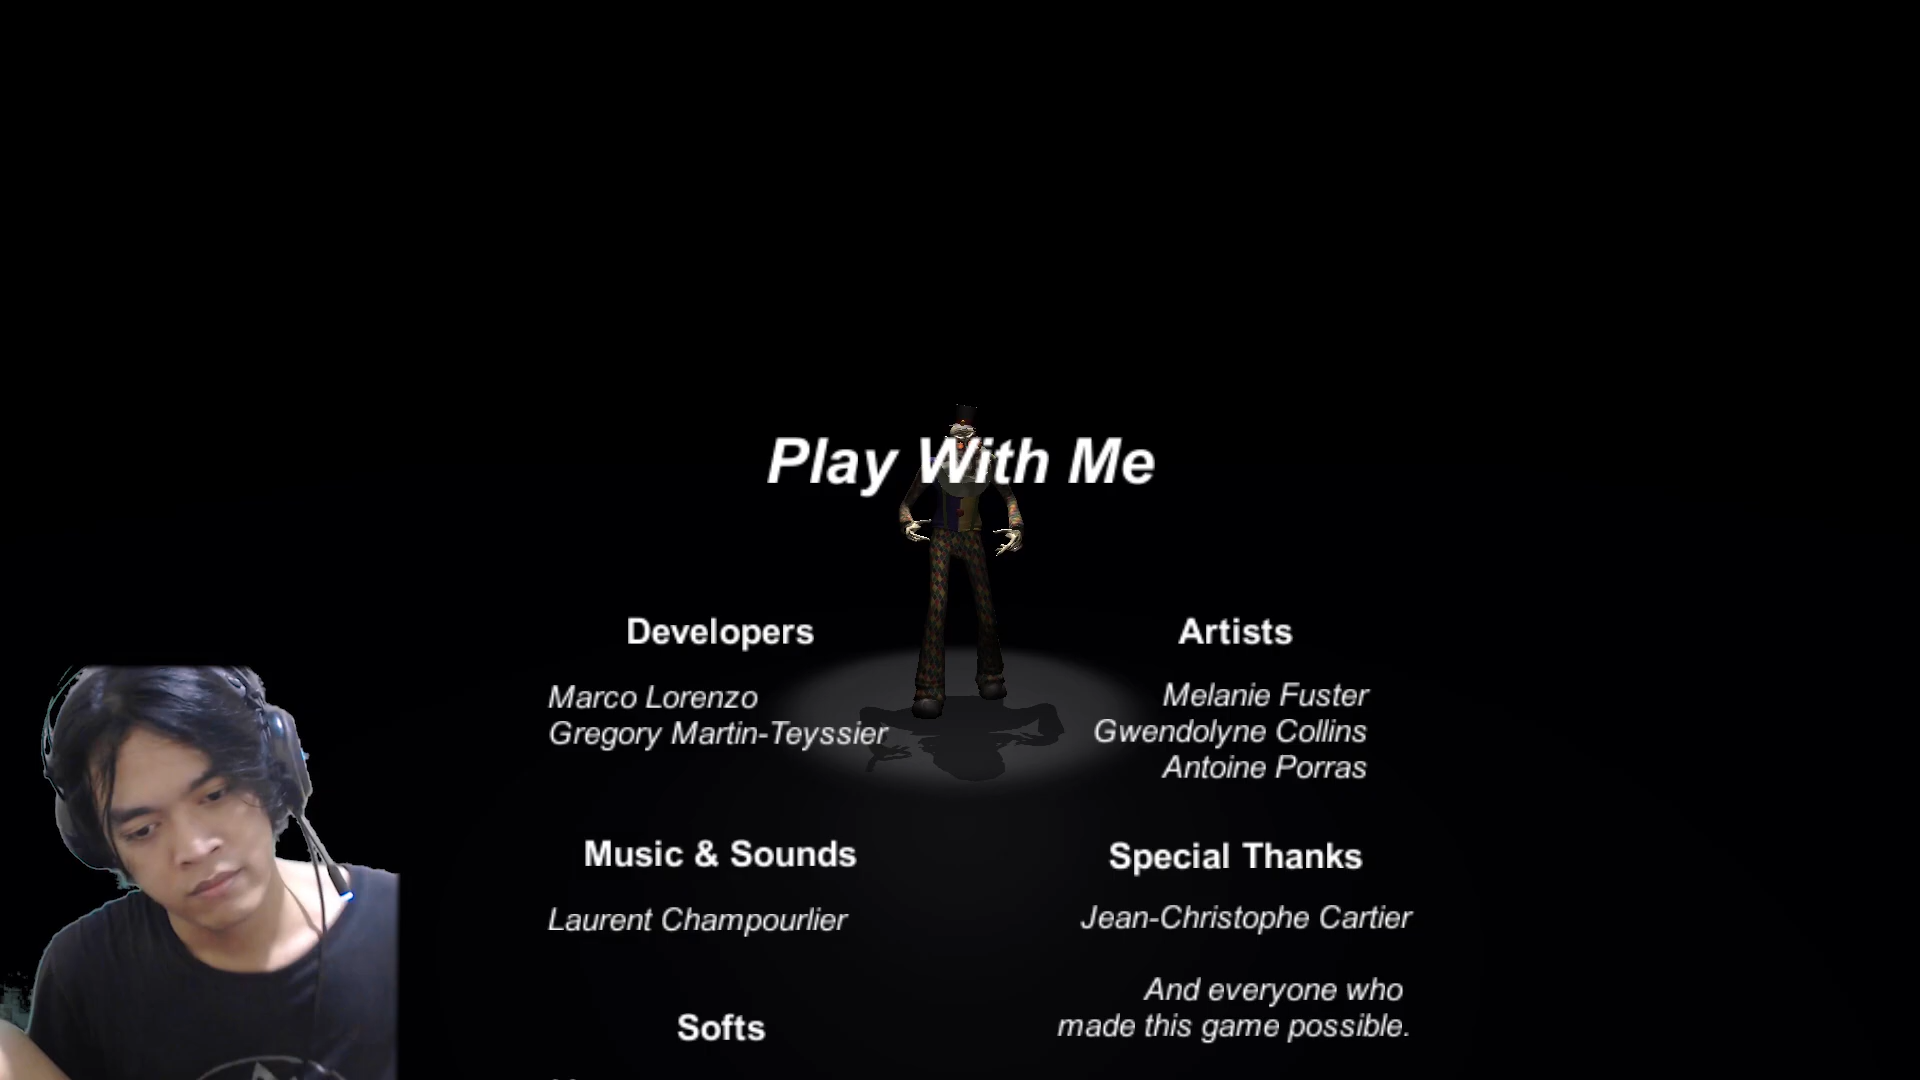 Play With Me
Developers
Marco Lorenzo
Gregory Martin-Teyssier
Artists
Melanie Fuster
Gwendolyne Collins
Antoine Porras
Music & Sounds
Laurent Champourlier
Special Thanks
Jean-Christophe Cartier
And everyone who
made this game possible.
Softs